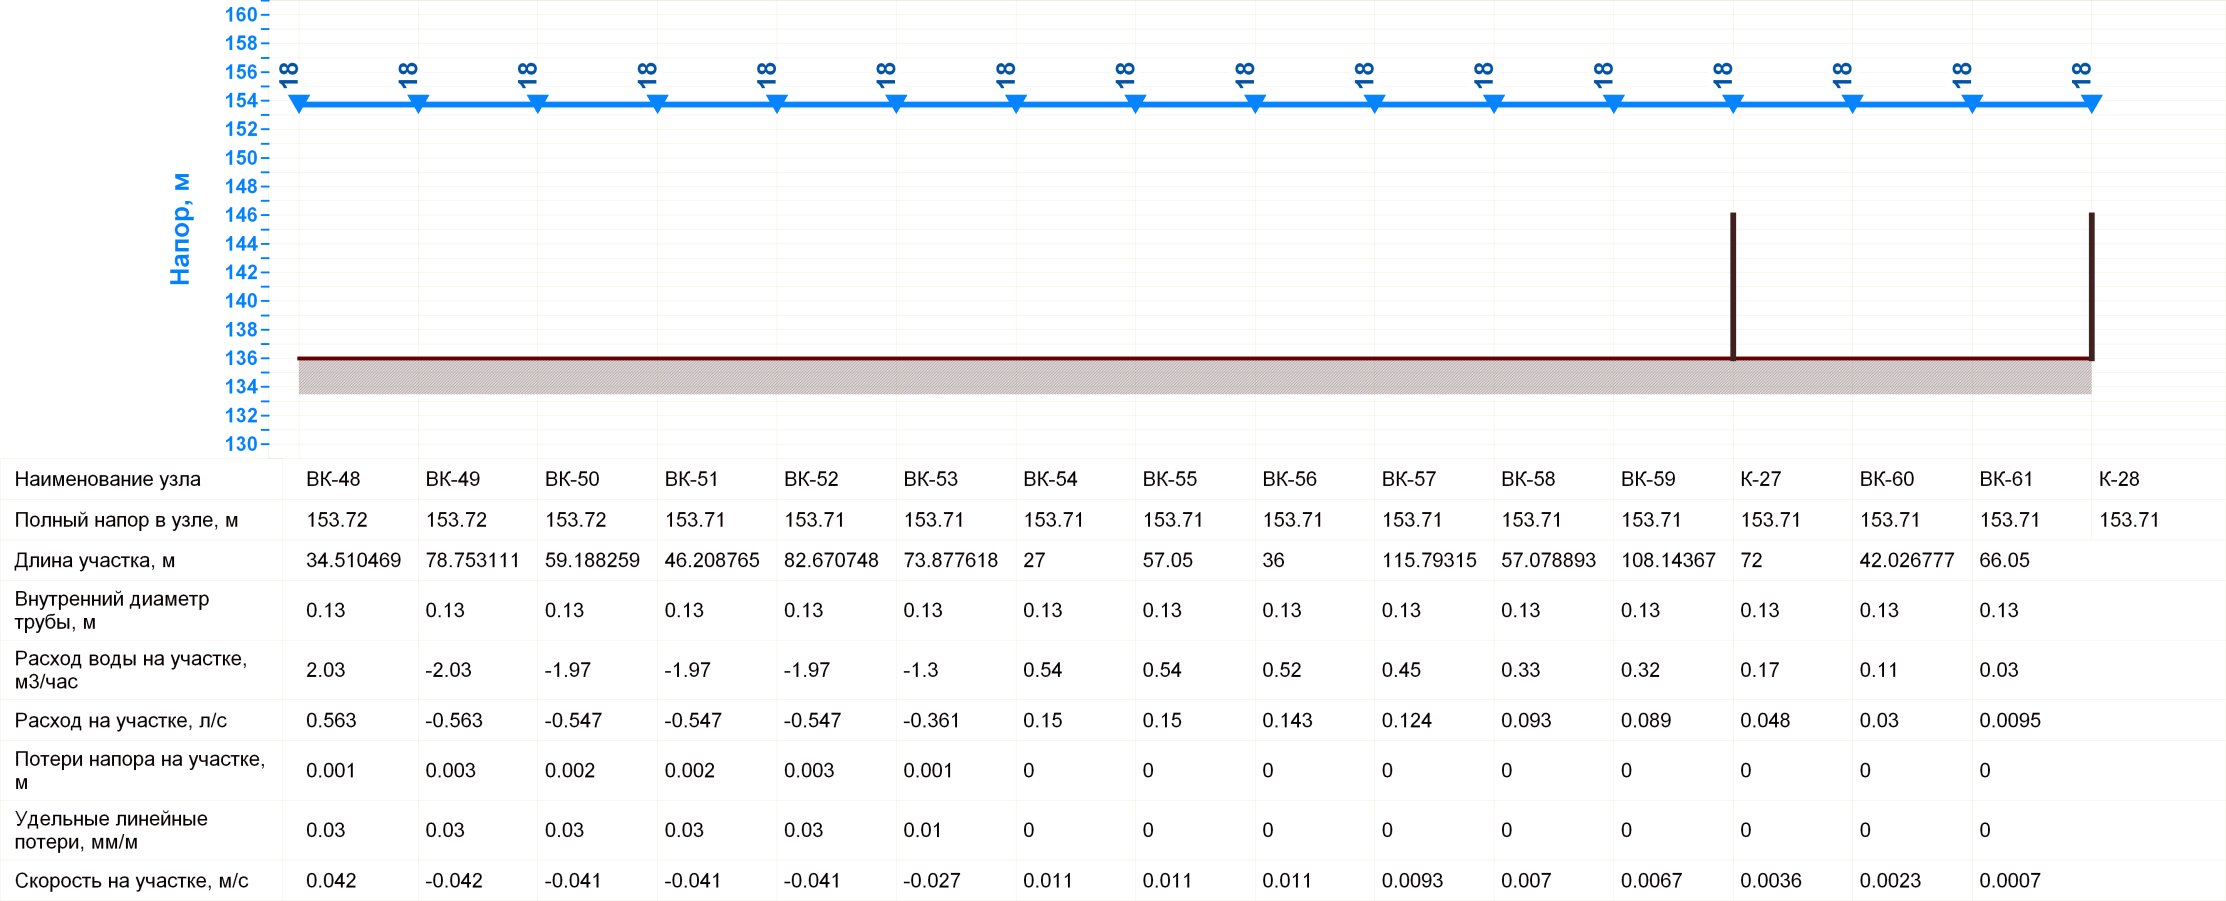 160
158
156
154
152
150
148
146
144
142
140
138
136
134
132
130
Напор, м
18 18 18 18 18 18 18 18 18 18 18 18 18 18 18 18
Наименование узла ВК-48 ВК-49 ВК-50 ВК-51 ВК-52 ВК-53 ВК-54 ВК-55 ВК-56 ВК-57 ВК-58 ВК-59 К-27 ВК-60 ВК-61 К-28
Полный напор в узле, м 153.72 153.72 153.72 153.71 153.71 153.71 153.71 153.71 153.71 153.71 153.71 153.71 153.71 153.71 153.71 153.71
Длина участка, м 34.510469 78.753111 59.188259 46.208765 82.670748 73.877618 27 57.05 36 115.79315 57.078893 108.14367 72 42.026777 66.05
Внутренний диаметр
трубы, м 0.13 0.13 0.13 0.13 0.13 0.13 0.13 0.13 0.13 0.13 0.13 0.13 0.13 0.13 0.13
Расход воды на участке,
м3/час 2.03 -2.03 -1.97 -1.97 -1.97 -1.3 0.54 0.54 0.52 0.45 0.33 0.32 0.17 0.11 0.03
Расход на участке, л/с 0.563 -0.563 -0.547 -0.547 -0.547 -0.361 0.15 0.15 0.143 0.124 0.093 0.089 0.048 0.03 0.0095
Потери напора на участке,
м 0.001 0.003 0.002 0.002 0.003 0.001 0 0 0 0 0 0 0 0 0
Удельные линейные
потери, мм/м 0.03 0.03 0.03 0.03 0.03 0.01 0 0 0 0 0 0 0 0 0
Скорость на участке, м/с 0.042 -0.042 -0.041 -0.041 -0.041 -0.027 0.011 0.011 0.011 0.0093 0.007 0.0067 0.0036 0.0023 0.0007